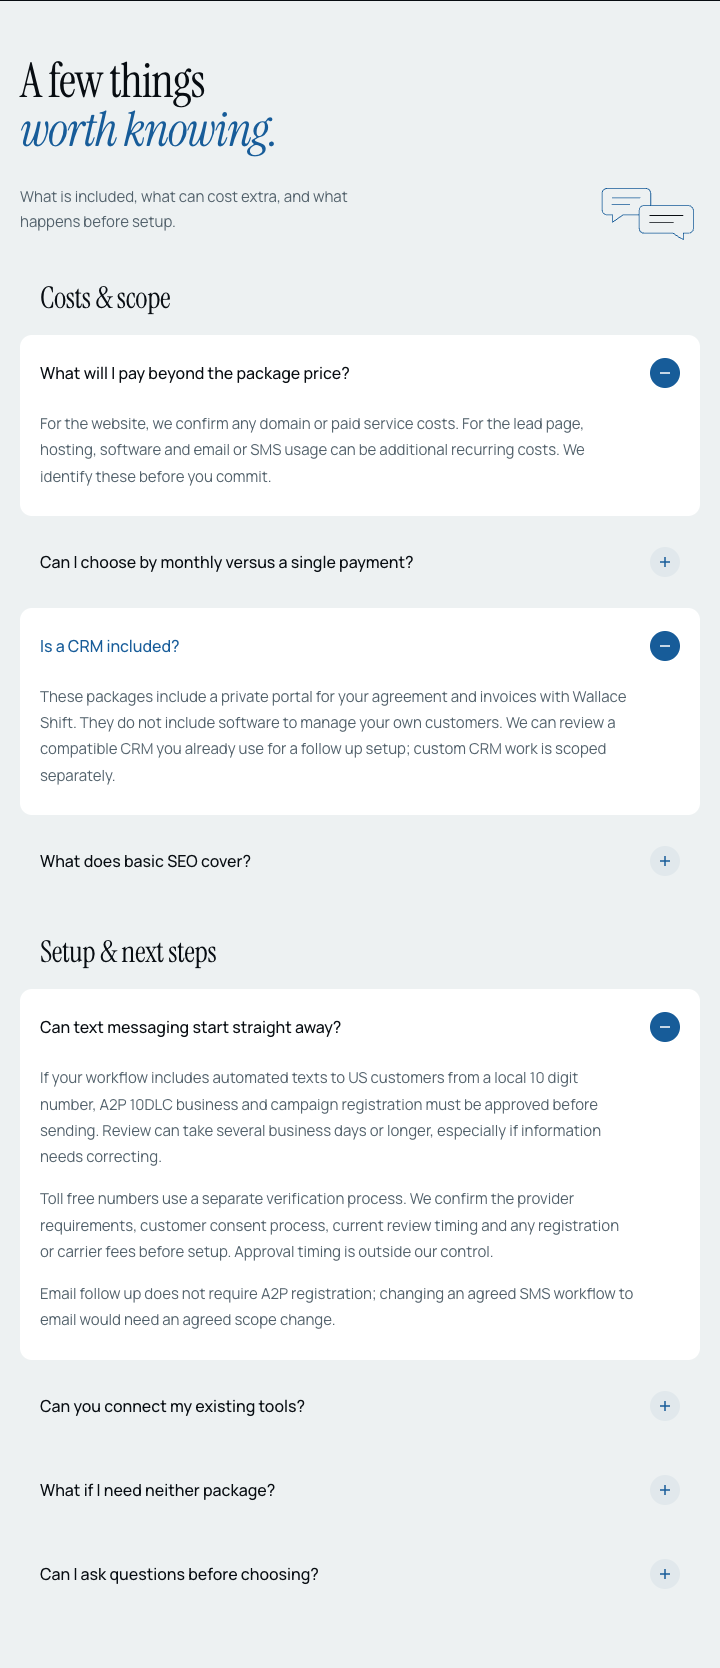 A few things
worth knowing.
What is included, what can cost extra, and what
happens before setup.
Costs & scope
What will I pay beyond the package price?
For the website, we confirm any domain or paid service costs. For the lead page,
hosting, software and email or SMS usage can be additional recurring costs. We
identify these before you commit.
Can I choose by monthly versus a single payment?
Is a CRM included?
These packages include a private portal for your agreement and invoices with Wallace
Shift. They do not include software to manage your own customers. We can review a
compatible CRM you already use for a follow up setup; custom CRM work is scoped
separately.
What does basic SEO cover?
Setup & next steps
Can text messaging start straight away?
If your workflow includes automated texts to US customers from a local 10 digit
number, A2P 10DLC business and campaign registration must be approved before
sending. Review can take several business days or longer, especially if information
needs correcting.
Toll free numbers use a separate verification process. We confirm the provider
requirements, customer consent process, current review timing and any registration
or carrier fees before setup. Approval timing is outside our control.
Email follow up does not require A2P registration; changing an agreed SMS workflow to
email would need an agreed scope change.
Can you connect my existing tools?
What if I need neither package?
Can I ask questions before choosing?